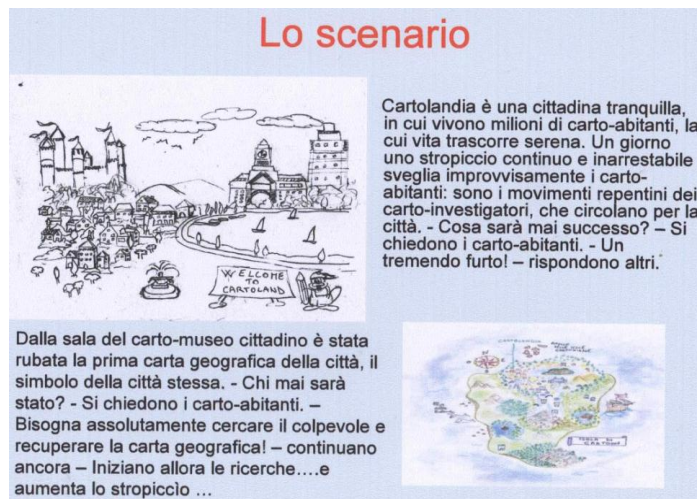 Lo scenario
Cartolandia è una cittadina tranquilla,
in cui vivono milioni di carto-abitanti, la
cui vita trascorre serena. Un giorno
uno stropiccio continuo e inarrestabile
sveglia improvvisamente i carto-
abitanti: sono i movimenti repentini dei
carto-investigatori, che circolano per la
città. - Cosa sarà mai successo? – Si
chiedono i carto-abitanti. - Un
tremendo furto! – rispondono altri.
WELLCOME
TO
CARTOLAND
Dalla sala del carto-museo cittadino è stata
rubata la prima carta geografica della città, il
simbolo della città stessa. - Chi mai sarà
stato? - Si chiedono i carto-abitanti. –
Bisogna assolutamente cercare il colpevole e
recuperare la carta geografica! – continuano
ancora – Iniziano allora le ricerche….e
aumenta lo stropiccìo ...